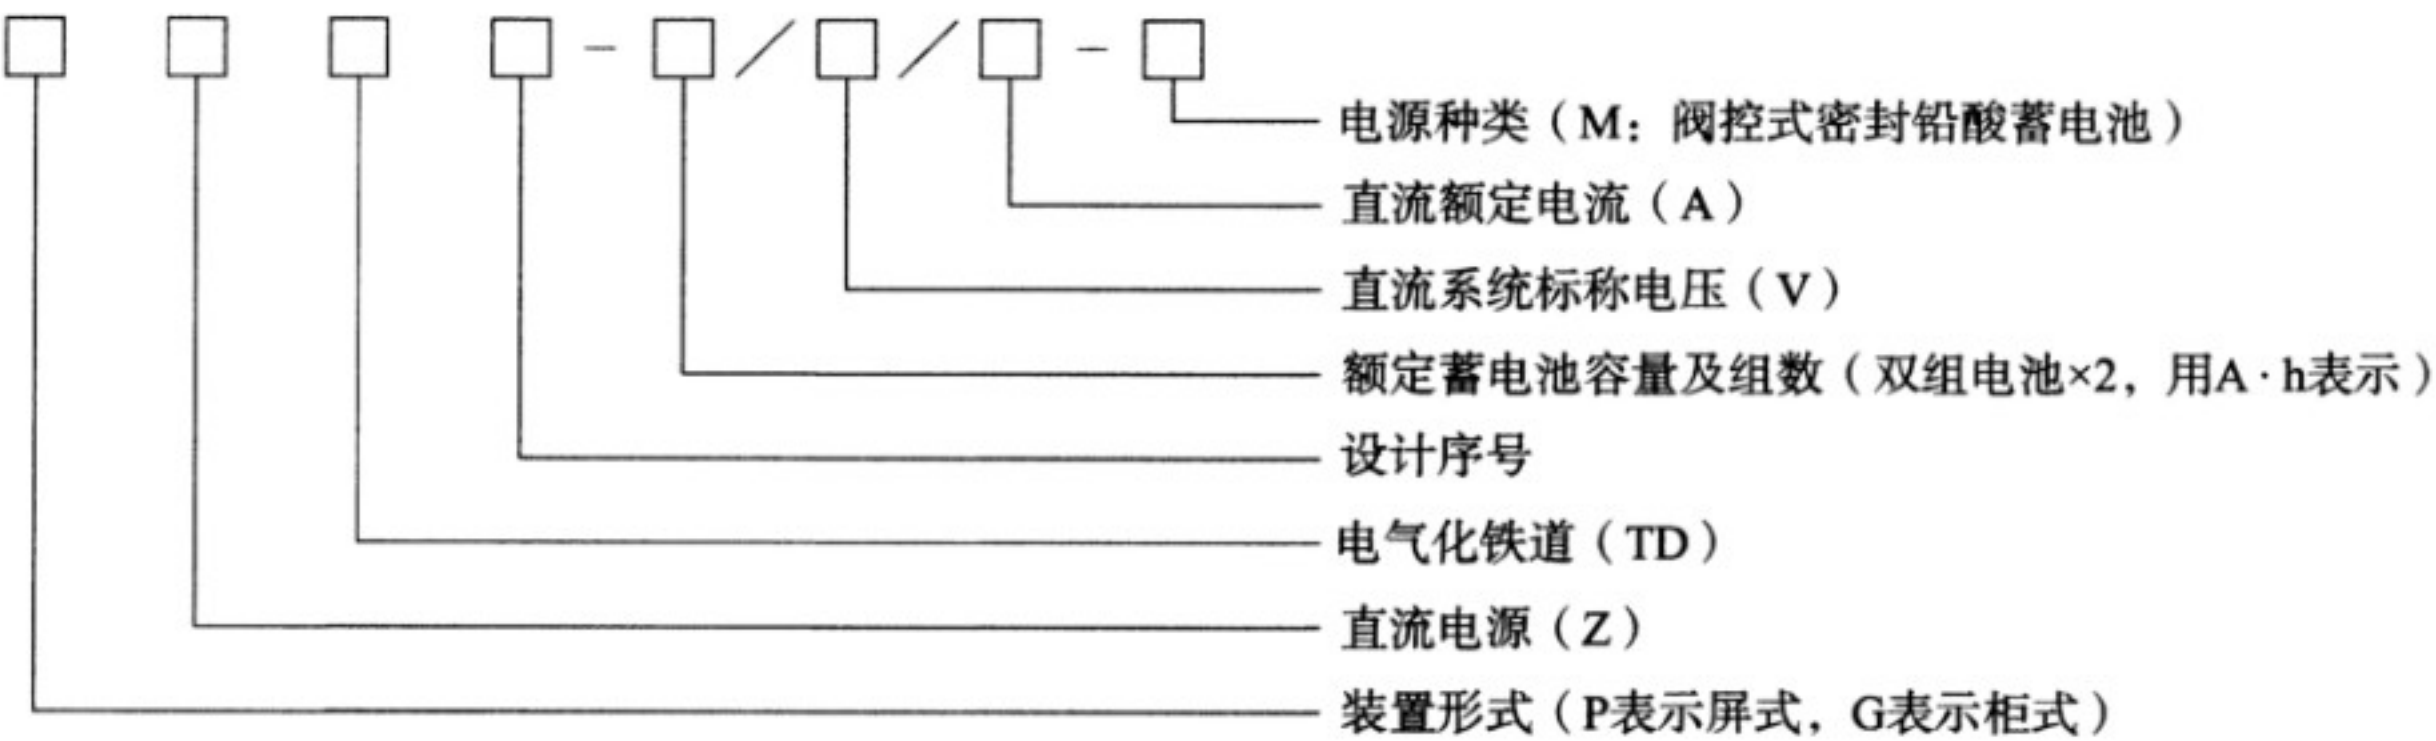 □ □ □ □ - □ / □ / □ - □
电源种类（M：阀控式密封铅酸蓄电池）
直流额定电流（A）
直流系统标称电压（V）
额定蓄电池容量及组数（双组电池×2，用A·h表示）
设计序号
电气化铁道（TD）
直流电源（Z）
装置形式（P表示屏式，G表示柜式）